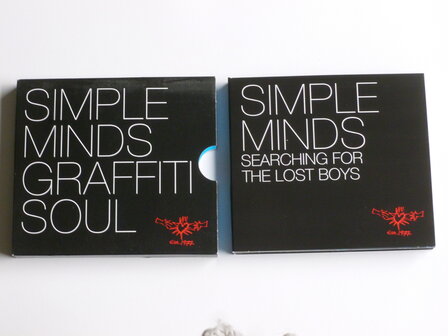 SIMPLE
MINDS
GRAFFITI
SOUL
SIMPLE
MINDS
SEARCHING FOR
THE LOST BOYS